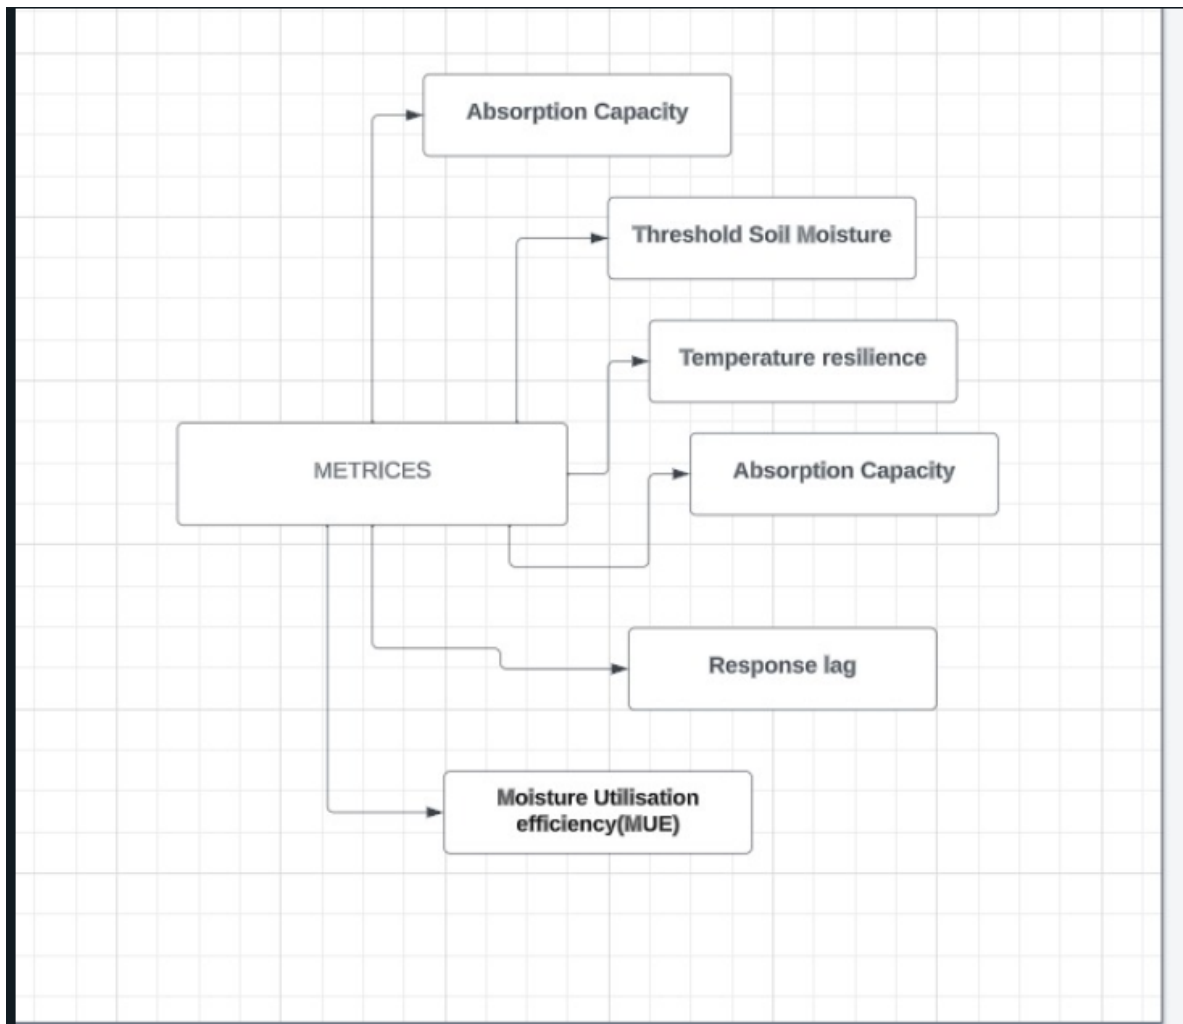 Absorption Capacity
Threshold Soil Moisture
Temperature resilience
METRICES
Absorption Capacity
Response lag
Moisture Utilisation
efficiency(MUE)